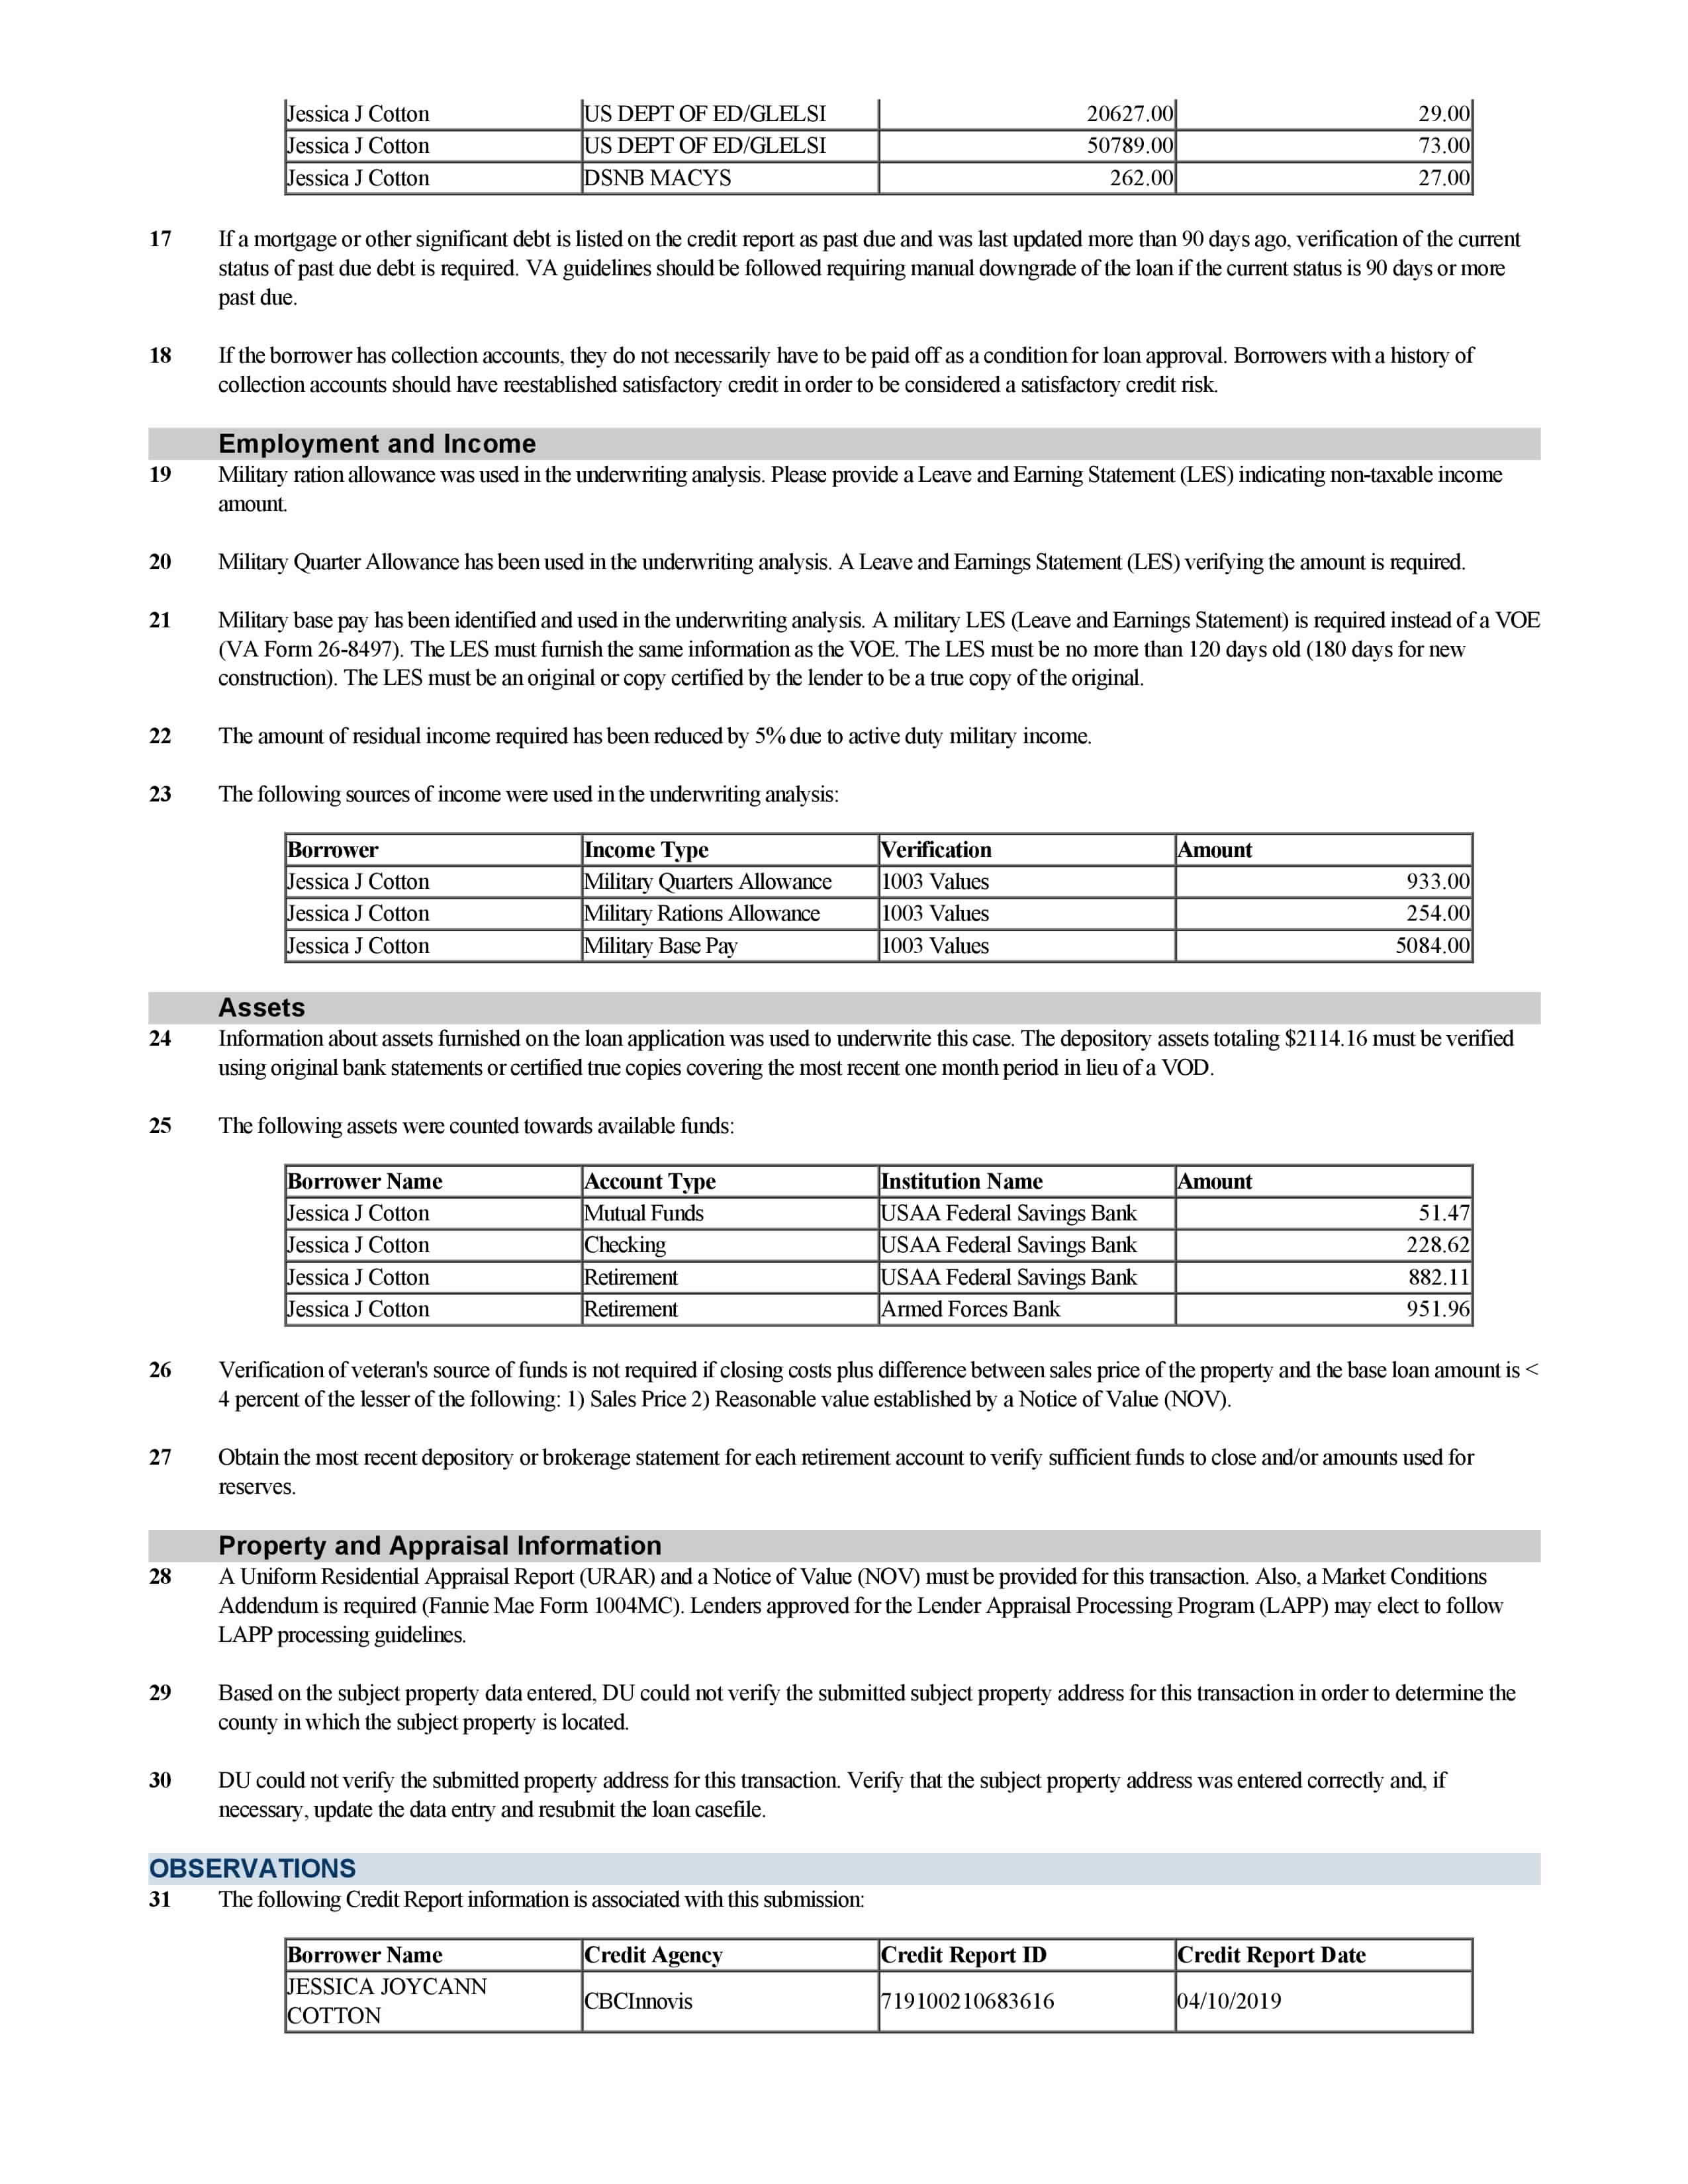 Jessica J Cotton US DEPT OF ED/GLELSI 20627.00 29.00
Jessica J Cotton US DEPT OF ED/GLELSI 50789.00 73.00
Jessica J Cotton DSNB MACYS 262.00 27.00
17 If a mortgage or other significant debt is listed on the credit report as past due and was last updated more than 90 days ago, verification of the current
status of past due debt is required. VA guidelines should be followed requiring manual downgrade of the loan if the current status is 90 days or more
past due.
18 If the borrower has collection accounts, they do not necessarily have to be paid off as a condition for loan approval. Borrowers with a history of
collection accounts should have reestablished satisfactory credit in order to be considered a satisfactory credit risk.
Employment and Income
19 Military ration allowance was used in the underwriting analysis. Please provide a Leave and Earning Statement (LES) indicating non-taxable income
amount.
20 Military Quarter Allowance has been used in the underwriting analysis. A Leave and Earnings Statement (LES) verifying the amount is required.
21 Military base pay has been identified and used in the underwriting analysis. A military LES (Leave and Earnings Statement) is required instead of a VOE
(VA Form 26-8497). The LES must furnish the same information as the VOE. The LES must be no more than 120 days old (180 days for new
construction). The LES must be an original or copy certified by the lender to be a true copy of the original.
22 The amount of residual income required has been reduced by 5% due to active duty military income.
23 The following sources of income were used in the underwriting analysis:
Borrower Income Type Verification Amount
Jessica J Cotton Military Quarters Allowance 1003 Values 933.00
Jessica J Cotton Military Rations Allowance 1003 Values 254.00
Jessica J Cotton Military Base Pay 1003 Values 5084.00
Assets
24 Information about assets furnished on the loan application was used to underwrite this case. The depository assets totaling $2114.16 must be verified
using original bank statements or certified true copies covering the most recent one month period in lieu of a VOD.
25 The following assets were counted towards available funds:
Borrower Name Account Type Institution Name Amount
Jessica J Cotton Mutual Funds USAA Federal Savings Bank 51.47
Jessica J Cotton Checking USAA Federal Savings Bank 228.62
Jessica J Cotton Retirement USAA Federal Savings Bank 882.11
Jessica J Cotton Retirement Armed Forces Bank 951.96
26 Verification of veteran's source of funds is not required if closing costs plus difference between sales price of the property and the base loan amount is <
4 percent of the lesser of the following: 1) Sales Price 2) Reasonable value established by a Notice of Value (NOV).
27 Obtain the most recent depository or brokerage statement for each retirement account to verify sufficient funds to close and/or amounts used for
reserves.
Property and Appraisal Information
28 A Uniform Residential Appraisal Report (URAR) and a Notice of Value (NOV) must be provided for this transaction. Also, a Market Conditions
Addendum is required (Fannie Mae Form 1004MC). Lenders approved for the Lender Appraisal Processing Program (LAPP) may elect to follow
LAPP processing guidelines.
29 Based on the subject property data entered, DU could not verify the submitted subject property address for this transaction in order to determine the
county in which the subject property is located.
30 DU could not verify the submitted property address for this transaction. Verify that the subject property address was entered correctly and, if
necessary, update the data entry and resubmit the loan casefile.
OBSERVATIONS
31 The following Credit Report information is associated with this submission:
Borrower Name Credit Agency Credit Report ID Credit Report Date
JESSICA JOYCANN
COTTON CBCInnovis 719100210683616 04/10/2019